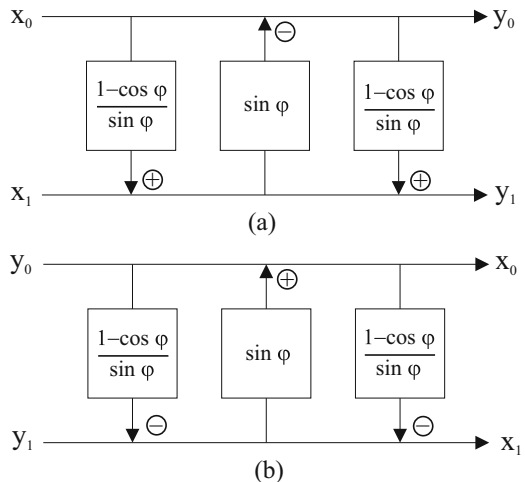 x₀ y₀
⊖
1−cos φ
sin φ
sin φ
1−cos φ
sin φ
⊕ ⊕
x₁ y₁
(a)
y₀ x₀
⊕
1−cos φ
sin φ
sin φ
1−cos φ
sin φ
⊖ ⊖
y₁ x₁
(b)